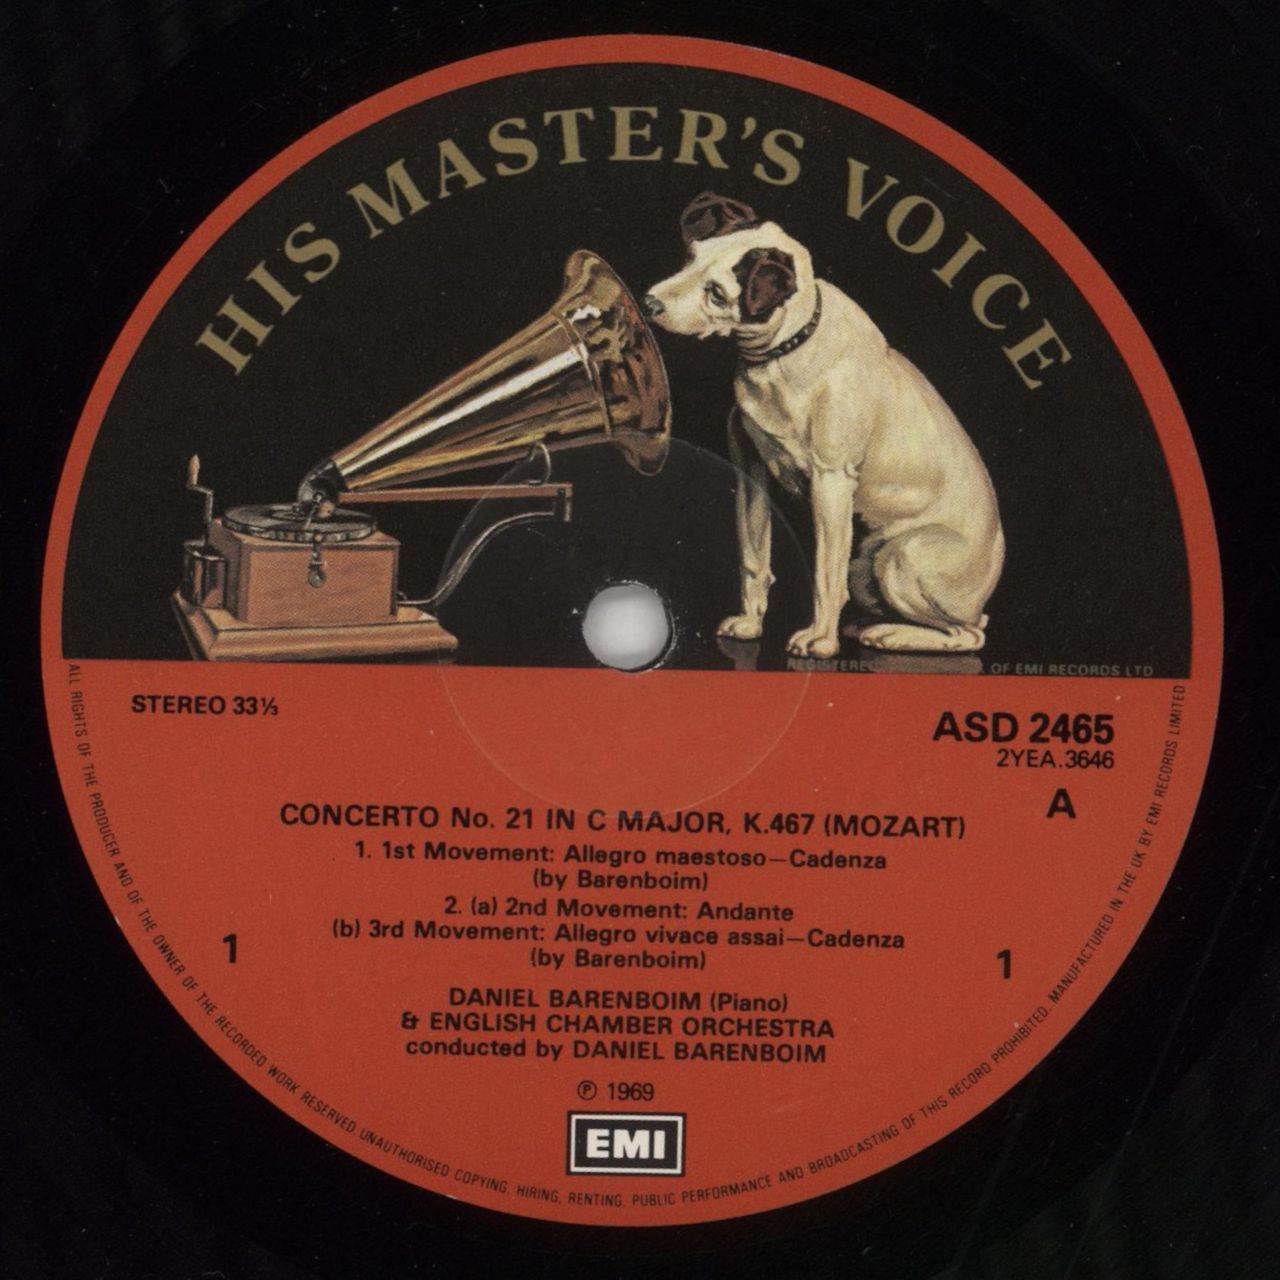 HIS MASTER'S VOICE
REGISTERED OF EMI RECORDS LTD
STEREO 33⅓
ASD 2465
2YEA.3646
A
CONCERTO No. 21 IN C MAJOR, K.467 (MOZART)
1. 1st Movement: Allegro maestoso—Cadenza
(by Barenboim)
2. (a) 2nd Movement: Andante
(b) 3rd Movement: Allegro vivace assai—Cadenza
(by Barenboim)
1
1
DANIEL BARENBOIM (Piano)
& ENGLISH CHAMBER ORCHESTRA
conducted by DANIEL BARENBOIM
℗ 1969
EMI
ALL RIGHTS OF THE PRODUCER AND OF THE OWNER OF THE RECORDED WORK RESERVED UNAUTHORISED COPYING, HIRING, RENTING, PUBLIC PERFORMANCE AND BROADCASTING OF THIS RECORD PROHIBITED. MANUFACTURED IN THE UK BY EMI RECORDS LIMITED